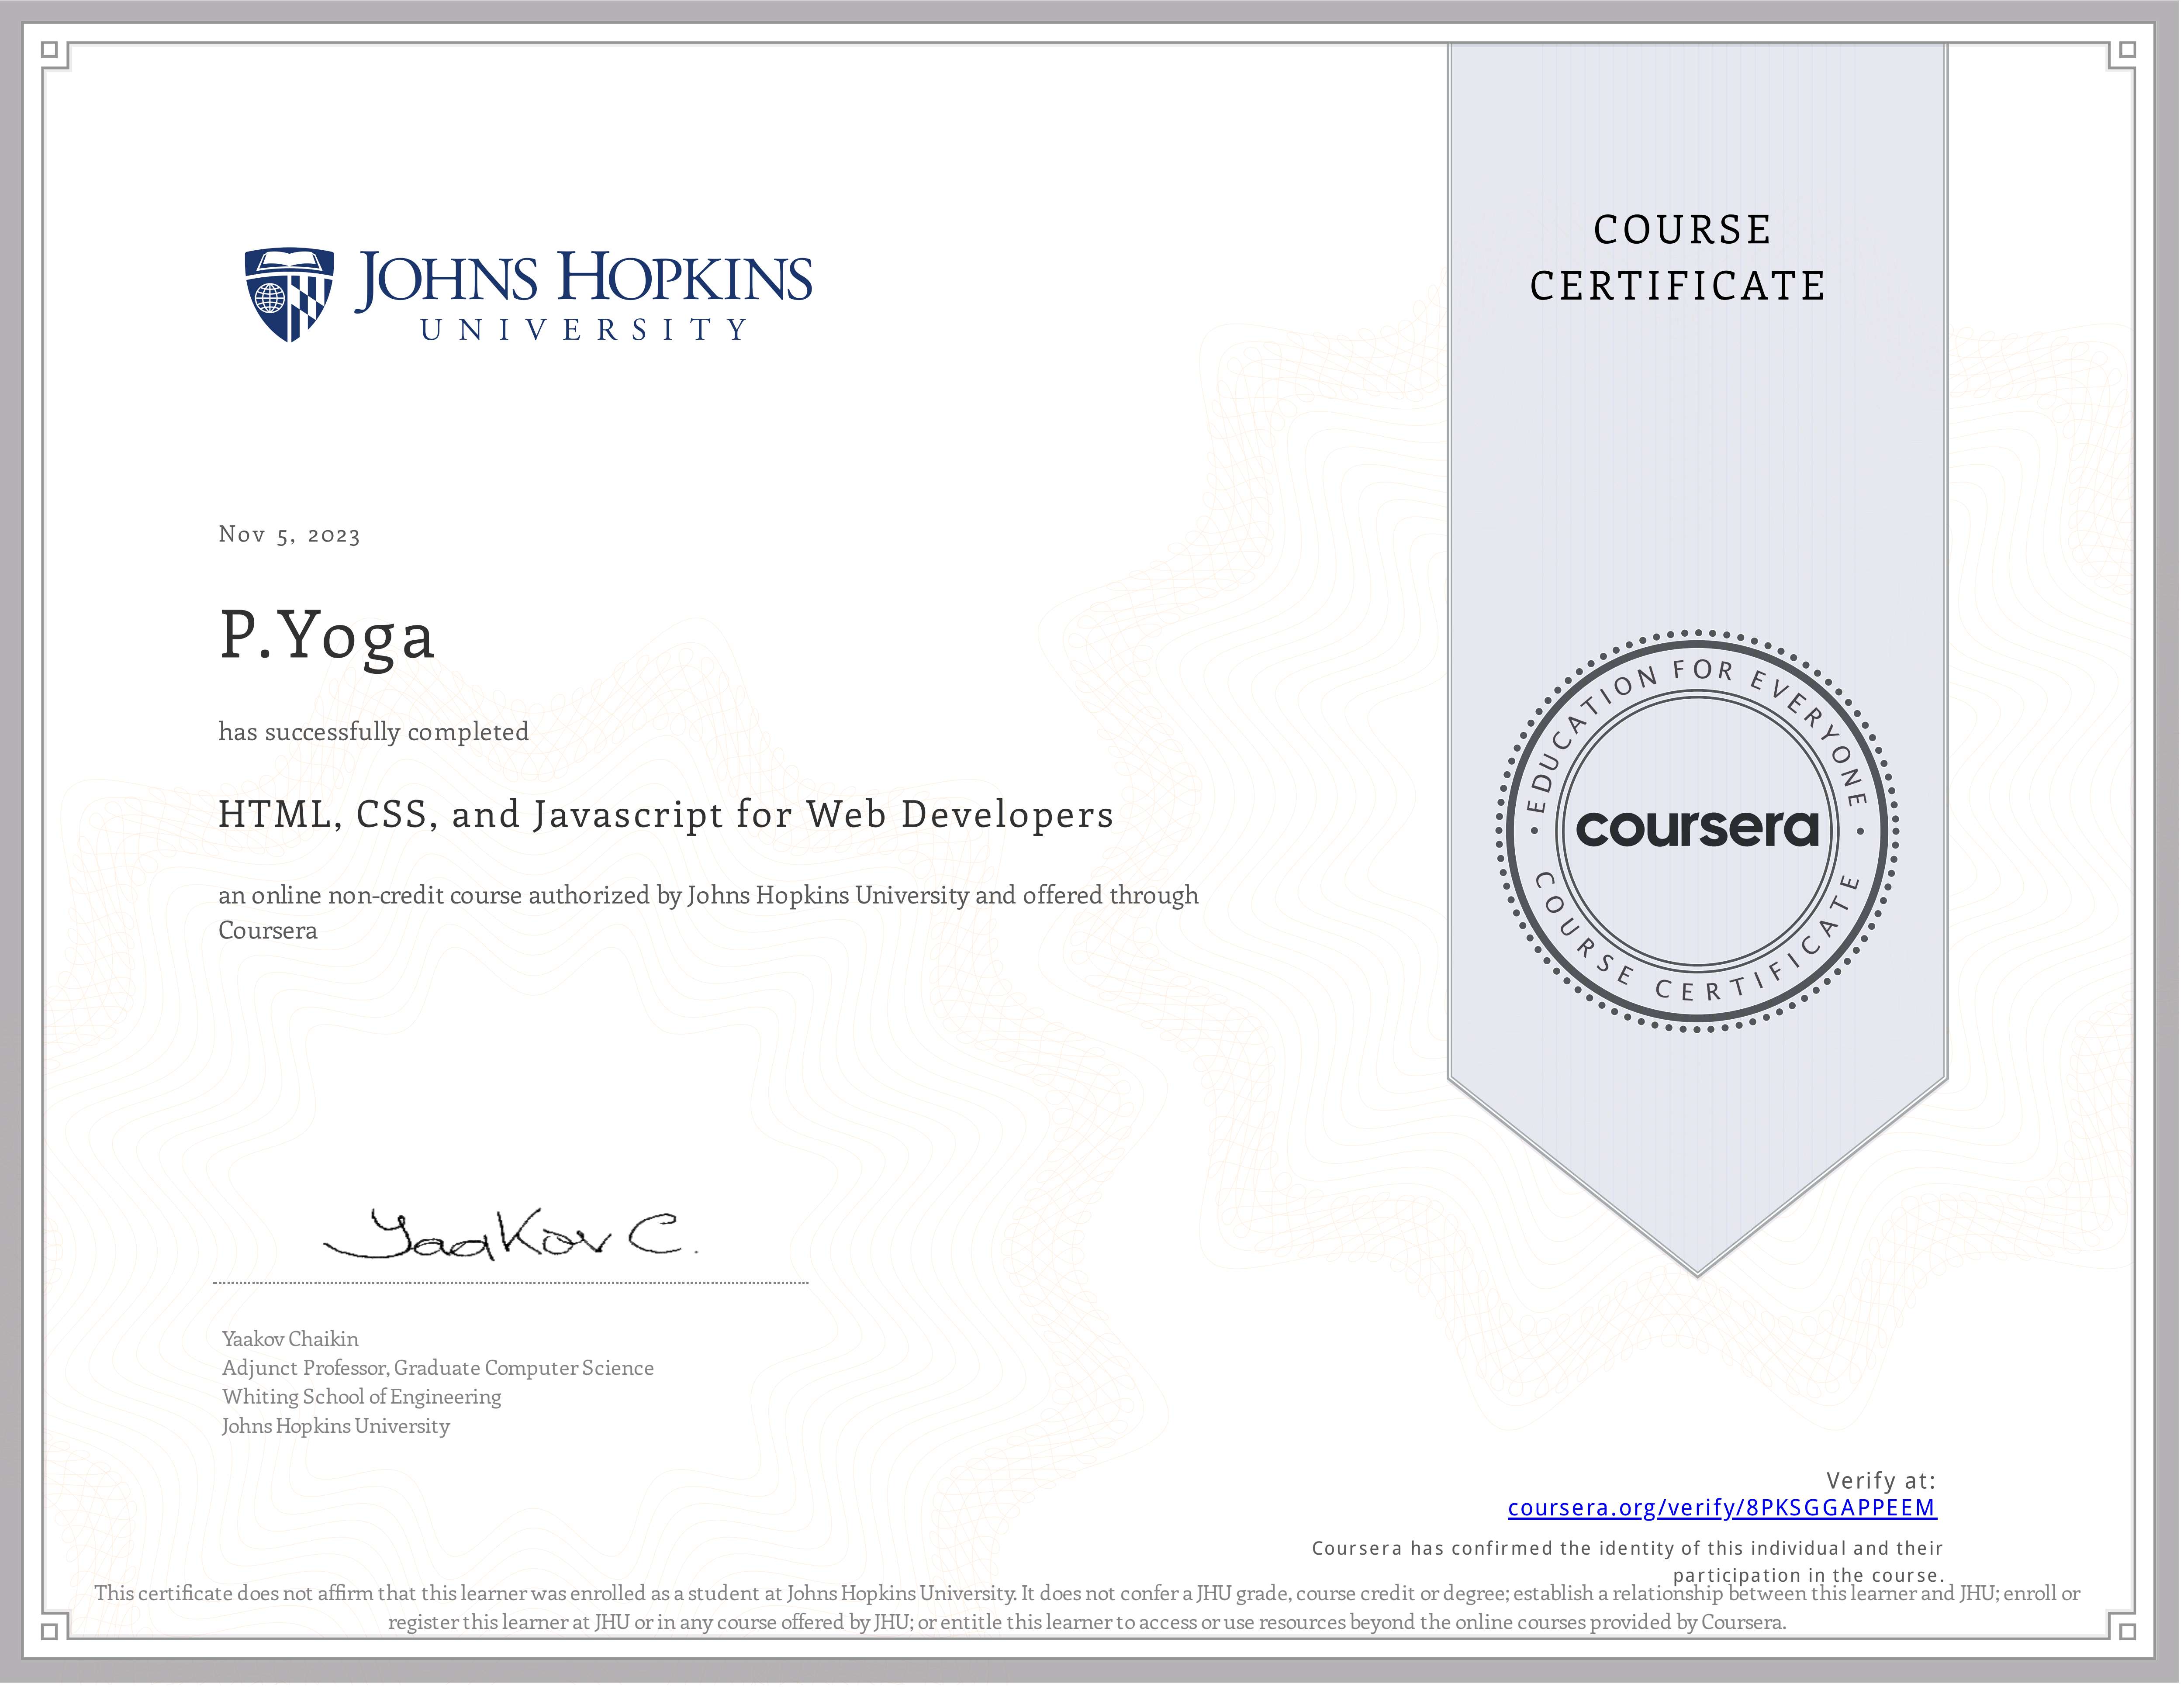 JOHNS HOPKINS
UNIVERSITY
COURSE
CERTIFICATE
Nov 5, 2023
P.Yoga
has successfully completed
HTML, CSS, and Javascript for Web Developers
an online non-credit course authorized by Johns Hopkins University and offered through
Coursera
EDUCATION FOR EVERYONE
coursera
COURSE CERTIFICATE
Yaakov C.
Yaakov Chaikin
Adjunct Professor, Graduate Computer Science
Whiting School of Engineering
Johns Hopkins University
Verify at:
coursera.org/verify/8PKSGGAPPEEM
Coursera has confirmed the identity of this individual and their
participation in the course.
This certificate does not affirm that this learner was enrolled as a student at Johns Hopkins University. It does not confer a JHU grade, course credit or degree; establish a relationship between this learner and JHU; enroll or
register this learner at JHU or in any course offered by JHU; or entitle this learner to access or use resources beyond the online courses provided by Coursera.